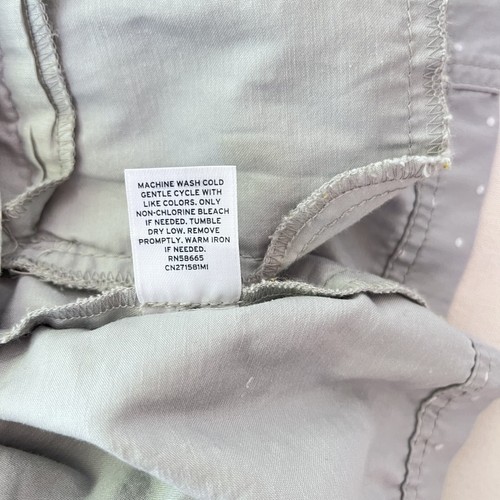 MACHINE WASH COLD
GENTLE CYCLE WITH
LIKE COLORS. ONLY
NON-CHLORINE BLEACH
IF NEEDED. TUMBLE
DRY LOW. REMOVE
PROMPTLY. WARM IRON
IF NEEDED.
RN58665
CN2715B1MI